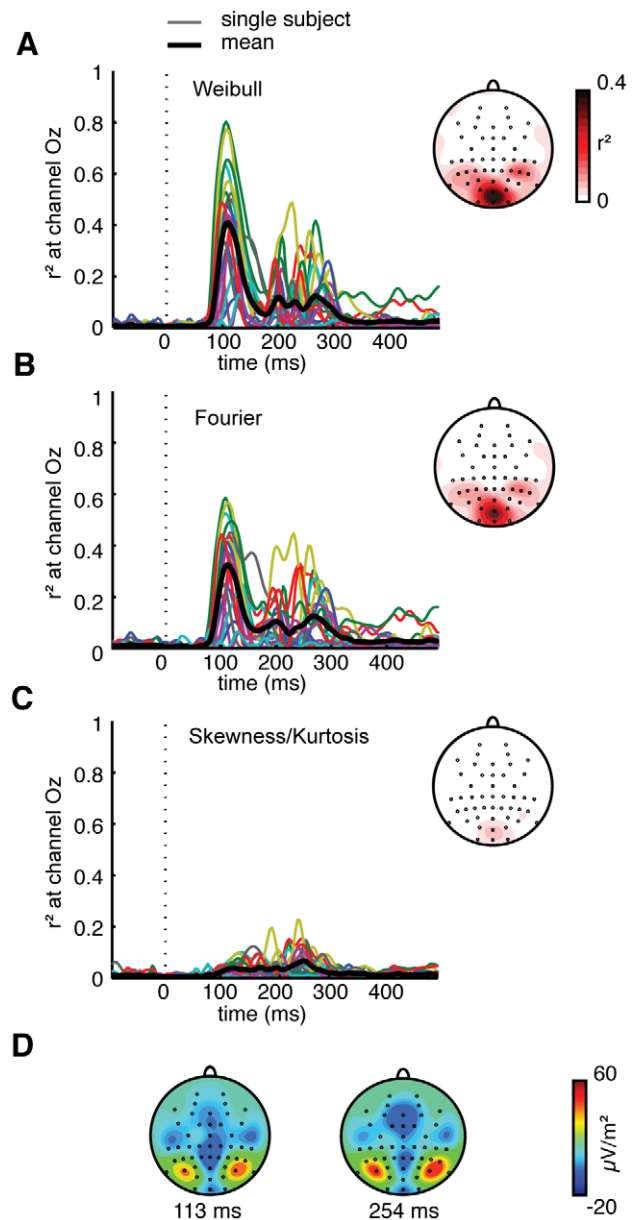 single subject
mean
A
Weibull
r² at channel Oz
1
0.8
0.6
0.4
0.2
0
0 100 200 300 400
time (ms)
0.4
r²
0
B
Fourier
r² at channel Oz
1
0.8
0.6
0.4
0.2
0
0 100 200 300 400
time (ms)
C
Skewness/Kurtosis
r² at channel Oz
1
0.8
0.6
0.4
0.2
0
0 100 200 300 400
time (ms)
D
113 ms
254 ms
60
µV/m²
-20